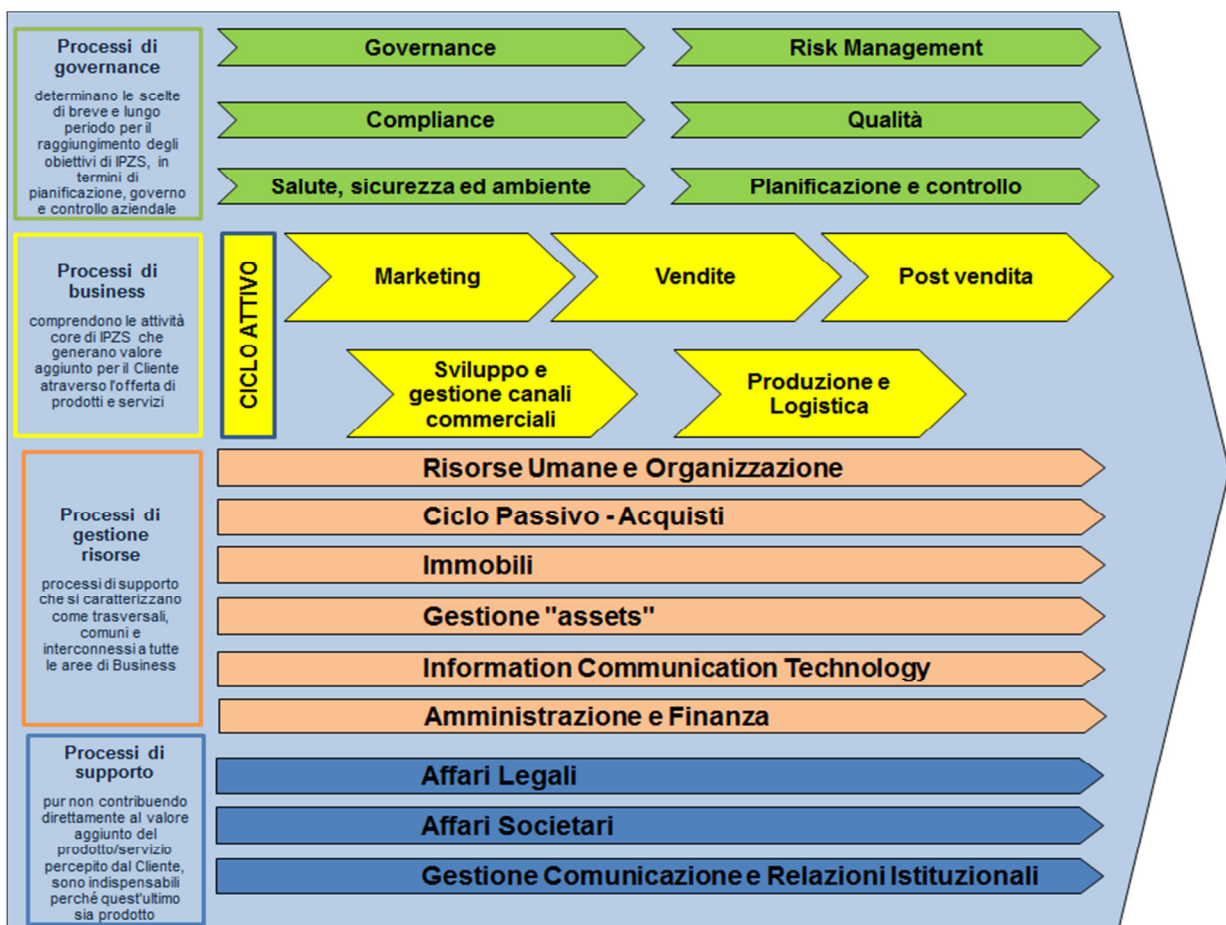 Processi di
governance
determinano le scelte
di breve e lungo
periodo per il
raggiungimento degli
obiettivi di IPZS, in
termini di
pianificazione, governo
e controllo aziendale
Governance
Risk Management
Compliance
Qualità
Salute, sicurezza ed ambiente
Planificazione e controllo
Processi di
business
comprendono le attività
core di IPZS che
generano valore
aggiunto per il Cliente
atraverso l'offerta di
prodotti e servizi
CICLO ATTIVO
Marketing
Vendite
Post vendita
Sviluppo e
gestione canali
commerciali
Produzione e
Logistica
Processi di
gestione
risorse
processi di supporto
che si caratterizzano
come trasversali,
comuni e
interconnessi a tutte
le aree di Business
Risorse Umane e Organizzazione
Ciclo Passivo - Acquisti
Immobili
Gestione "assets"
Information Communication Technology
Amministrazione e Finanza
Processi di
supporto
pur non contribuendo
direttamente al valore
aggiunto del
prodotto/servizio
percepito dal Cliente,
sono indispensabili
perché quest'ultimo
sia prodotto
Affari Legali
Affari Societari
Gestione Comunicazione e Relazioni Istituzionali